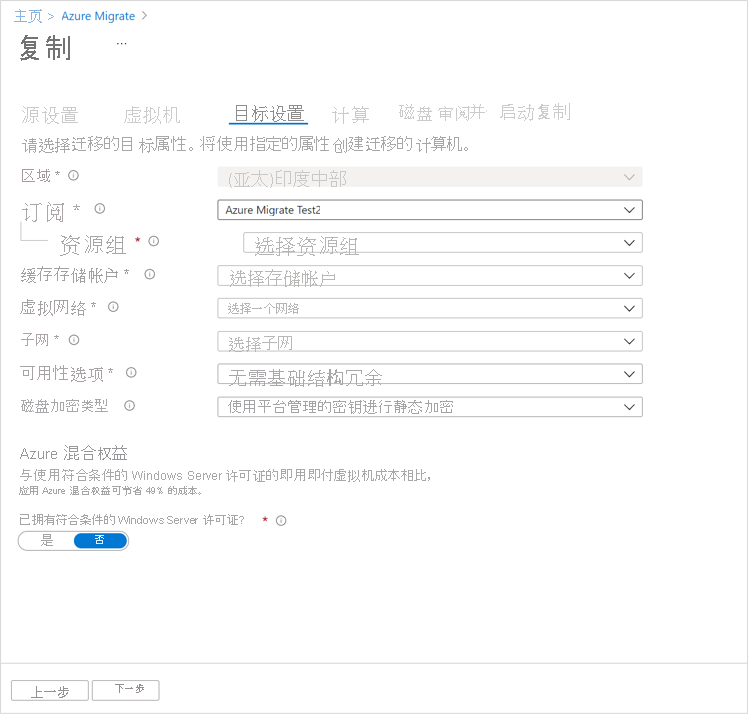 主页 > Azure Migrate >
复制 ...
源设置 虚拟机 目标设置 计算 磁盘 审阅并 启动复制
请选择迁移的目标属性。将使用指定的属性创建迁移的计算机。
区域 * (亚太)印度中部
订阅 * Azure Migrate Test2
资源组 * 选择资源组
缓存存储帐户 * 选择存储帐户
虚拟网络 * 选择一个网络
子网 * 选择子网
可用性选项 * 无需基础结构冗余
磁盘加密类型 使用平台管理的密钥进行静态加密
Azure 混合权益
与使用符合条件的 Windows Server 许可证的即用即付虚拟机成本相比,
应用 Azure 混合权益可节省 49% 的成本。
已拥有符合条件的 Windows Server 许可证? *
是 否
上一步 下一步